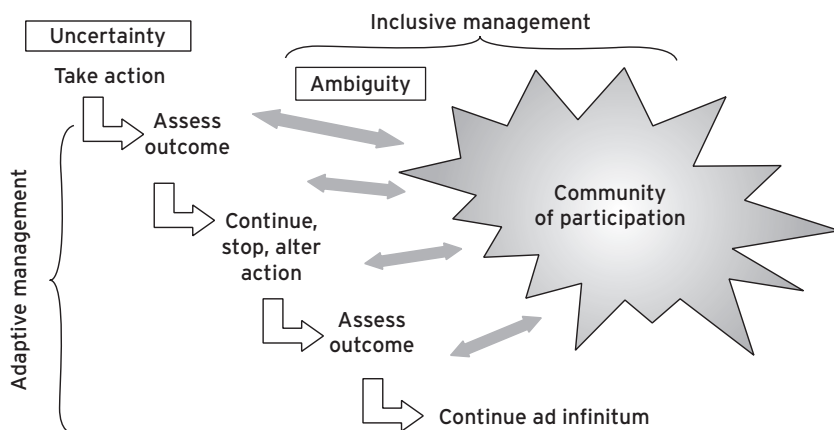 Inclusive management
Uncertainty
Take action
Ambiguity
Assess
outcome
Community
of participation
Continue,
stop, alter
action
Adaptive management
Assess
outcome
Continue ad infinitum